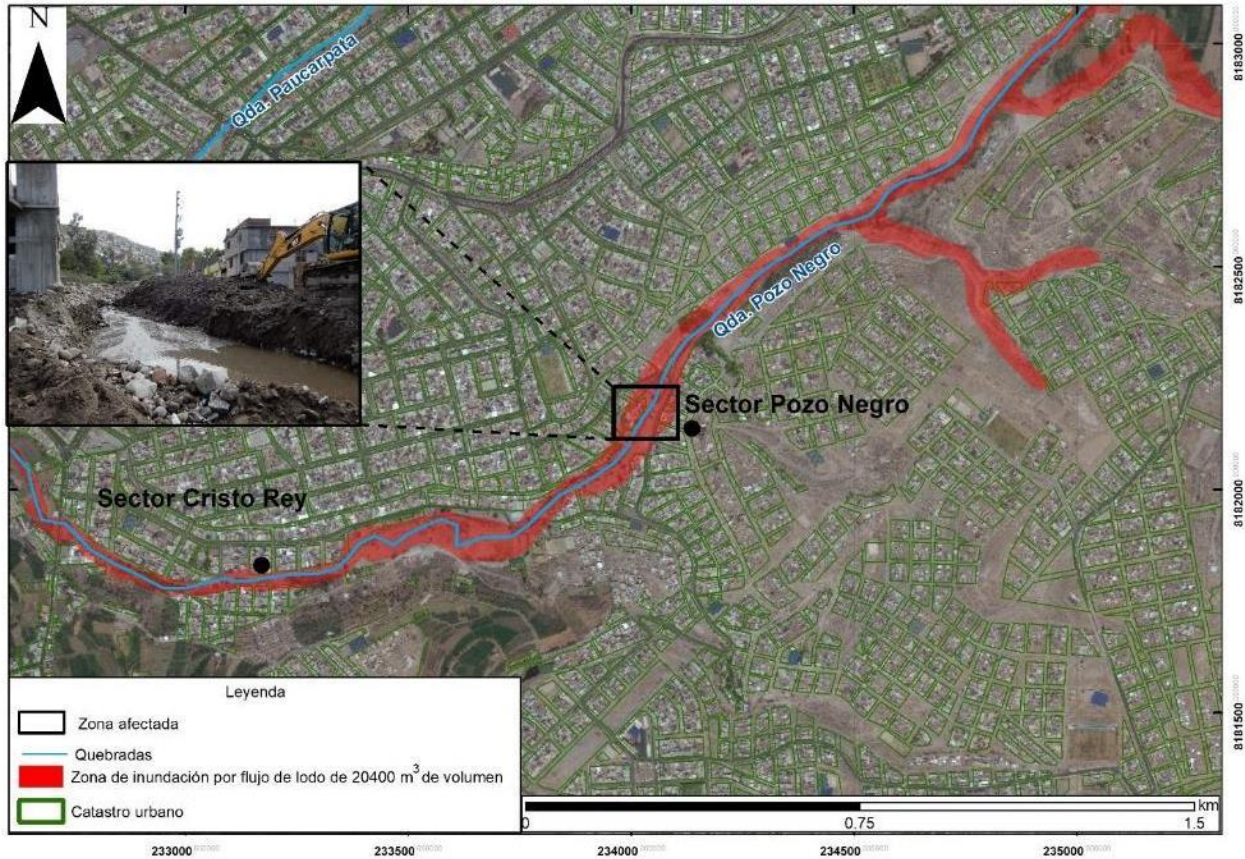 N
Qda. Paucarpata
Qda. Pozo Negro
Sector Pozo Negro
Sector Cristo Rey
Leyenda
Zona afectada
Quebradas
Zona de inundación por flujo de lodo de 20400 m³ de volumen
Catastro urbano
km
0 0.75 1.5
8183000
8182500
8182000
8181500
233000 233500 234000 234500 235000